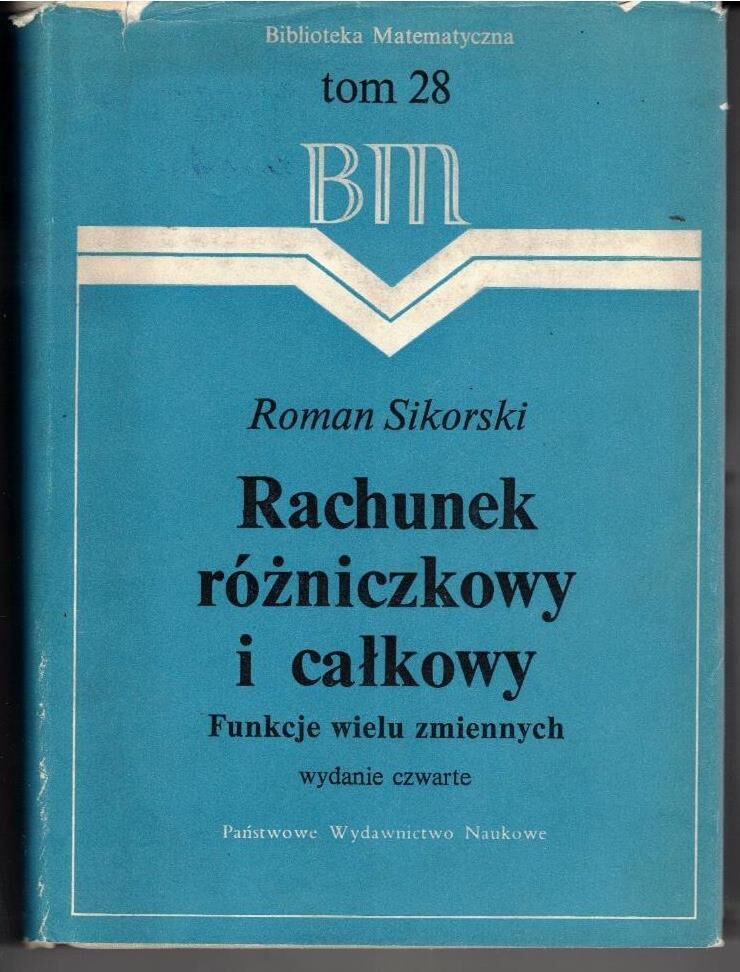 Biblioteka Matematyczna
tom 28
BM
Roman Sikorski
Rachunek
różniczkowy
i całkowy
Funkcje wielu zmiennych
wydanie czwarte
Państwowe Wydawnictwo Naukowe